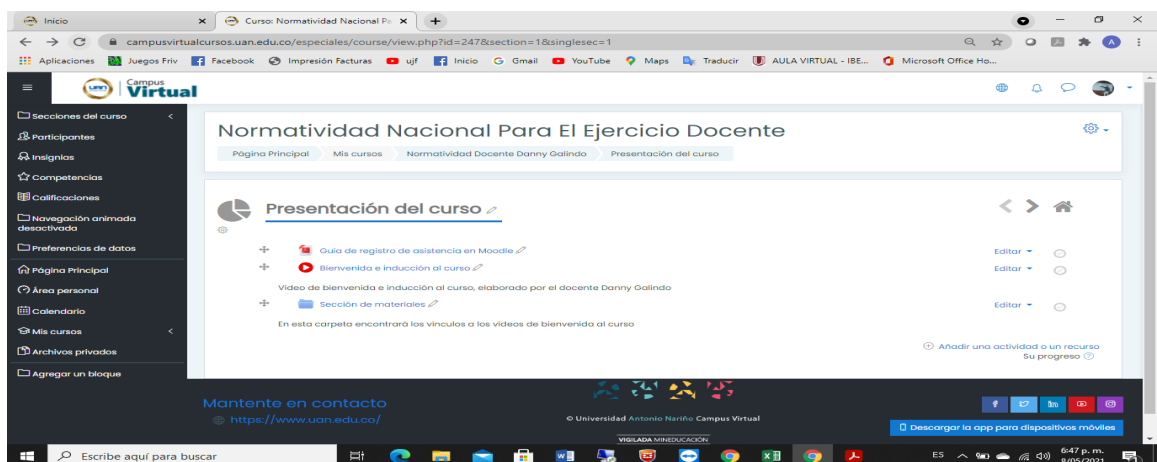 Inicio
Curso: Normatividad Nacional Pa
campusvirtualcursos.uan.edu.co/especiales/course/view.php?id=247&section=1&singlesec=1
Aplicaciones Juegos Friv Facebook Impresión Facturas ujf Inicio Gmail YouTube Maps Traducir AULA VIRTUAL - IBE... Microsoft Office Ho...
uan Campus Virtual
Secciones del curso
Participantes
Insignias
Competencias
Calificaciones
Navegación animada
desactivada
Preferencias de datos
Página Principal
Área personal
Calendario
Mis cursos
Archivos privados
Agregar un bloque
Normatividad Nacional Para El Ejercicio Docente
Página Principal Mis cursos Normatividad Docente Danny Galindo Presentación del curso
Presentación del curso
Guía de registro de asistencia en Moodle Editar
Bienvenida e inducción al curso Editar
Video de bienvenida e inducción al curso, elaborado por el docente Danny Galindo
Sección de materiales Editar
En esta carpeta encontrará los vínculos a los vídeos de bienvenida al curso
Añadir una actividad o un recurso
Su progreso
Mantente en contacto
https://www.uan.edu.co/
© Universidad Antonio Nariño Campus Virtual
VIGILADA MINEDUCACIÓN
Descargar la app para dispositivos móviles
Escribe aquí para buscar
ES 6:47 p. m.
8/05/2021